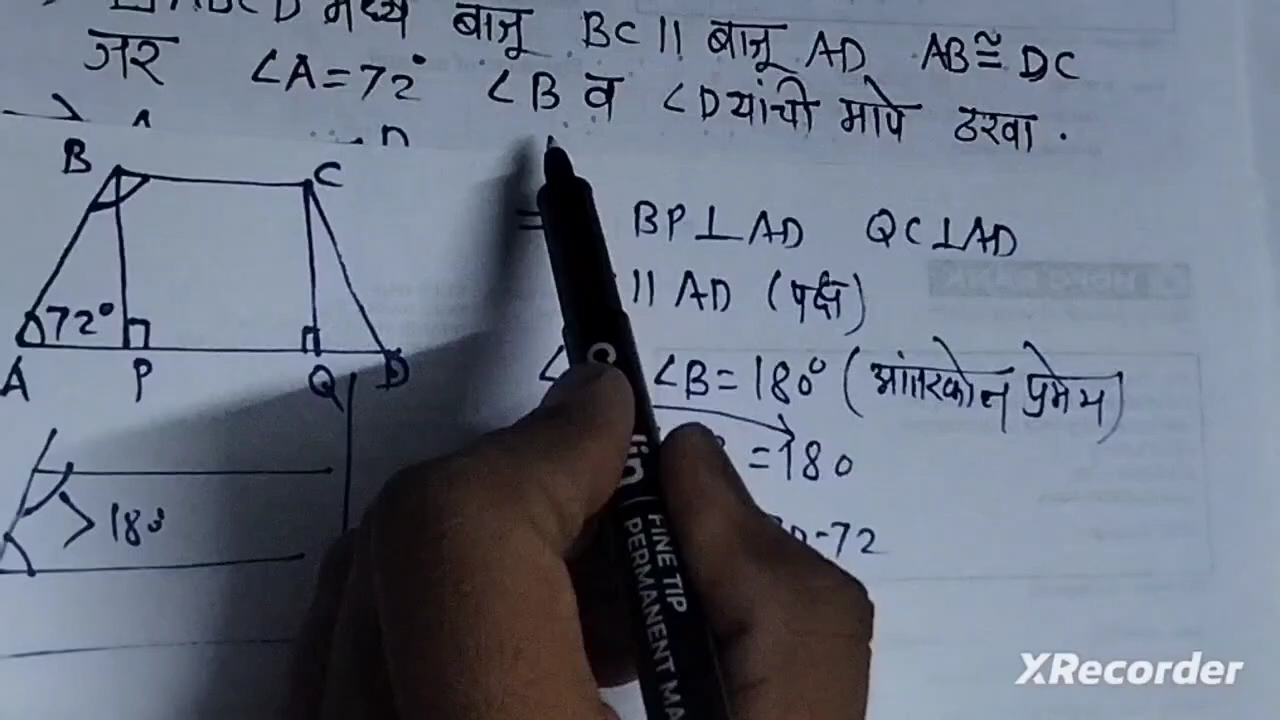 मध्ये बाजू BC || बाजू AD AB ≅ DC
जर ∠A=72° ∠B व ∠D यांची मापे ठरवा.
B C
72°
A P Q D
BP⊥AD QC⊥AD
|| AD (पक्ष)
∠B = 180° (आंतरकोन प्रमेय)
=180
-72
180
FINE TIP
PERMANENT MA
XRecorder